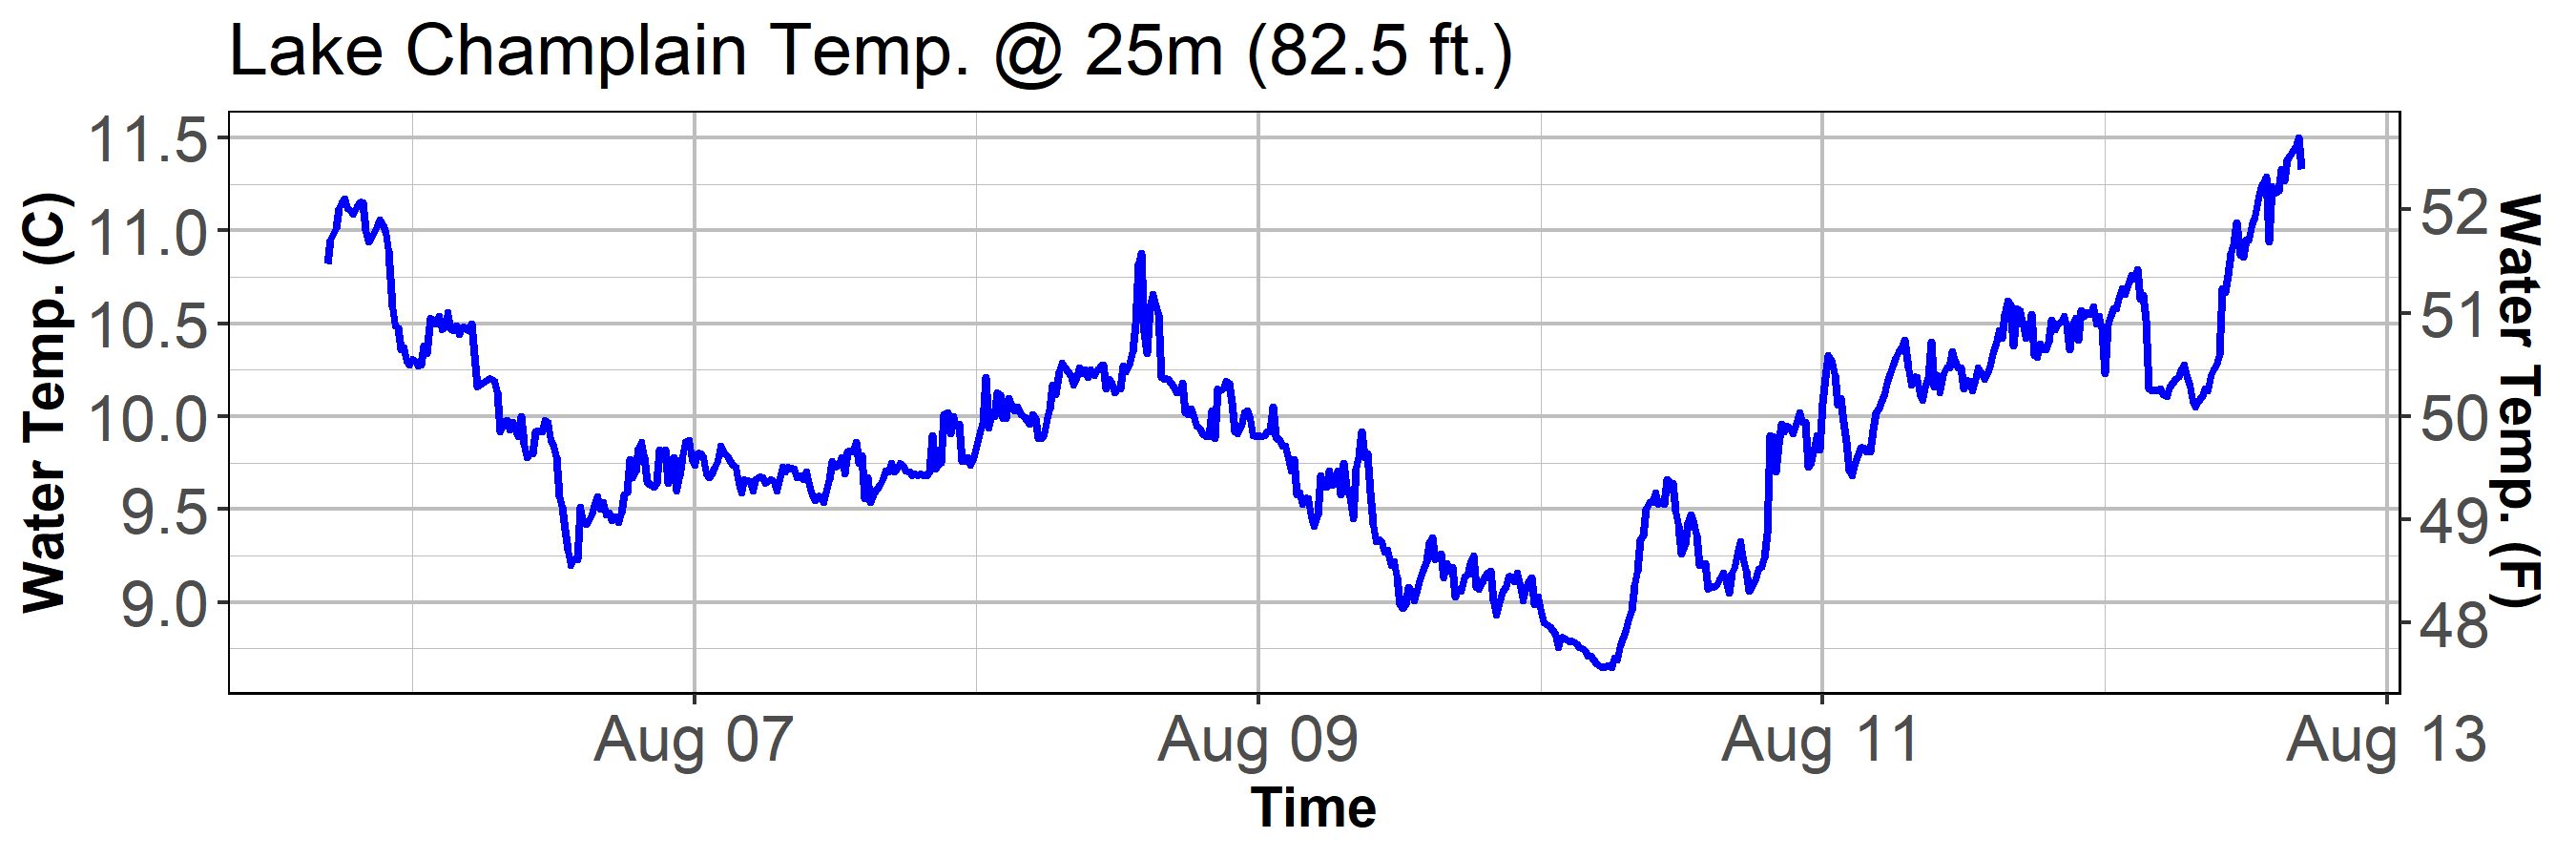 Lake Champlain Temp. @ 25m (82.5 ft.)
Water Temp. (C)
11.5
11.0
10.5
10.0
9.5
9.0
52
51
50
49
48
Water Temp. (F)
Aug 07 Aug 09 Aug 11 Aug 13
Time